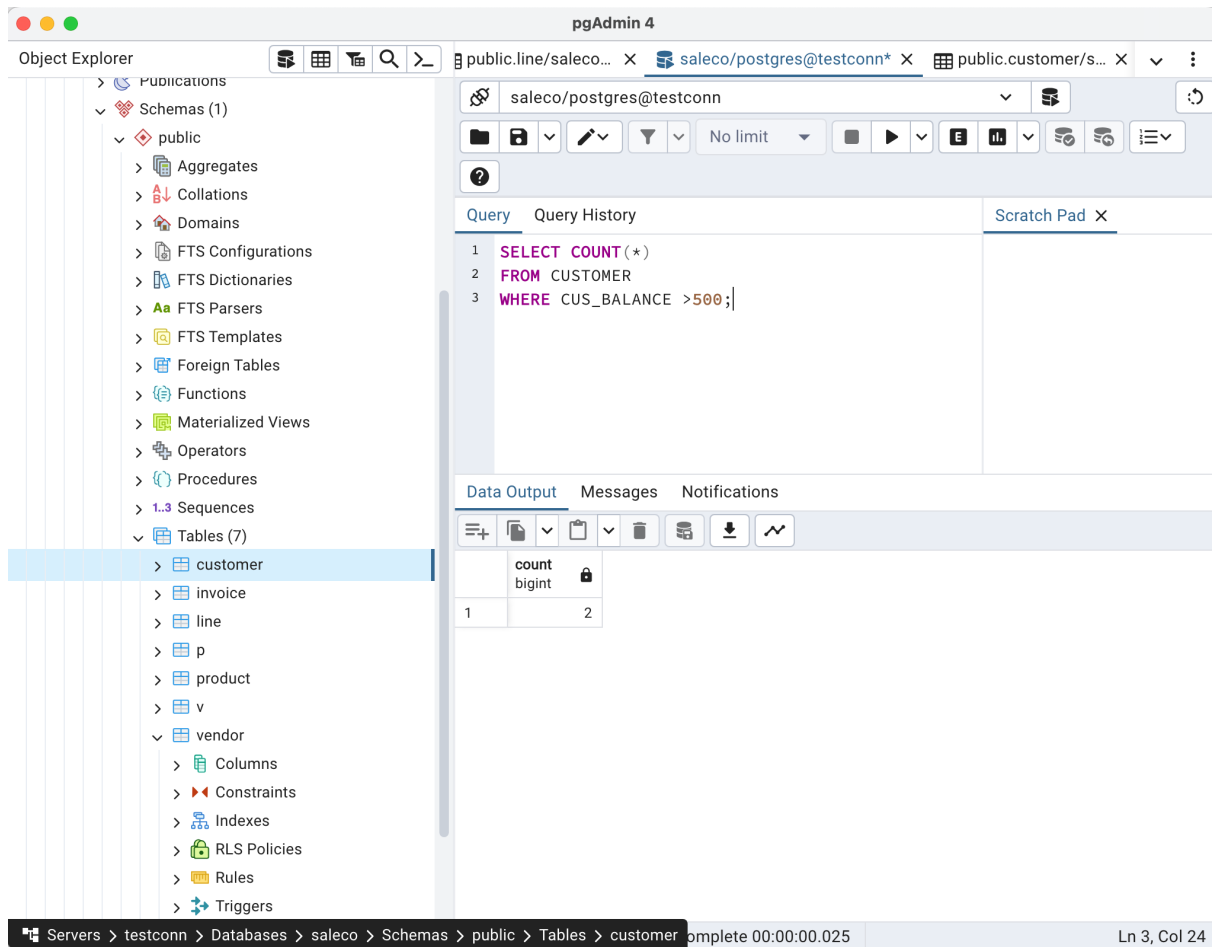 pgAdmin 4
Object Explorer
public.line/saleco...
saleco/postgres@testconn*
public.customer/s...
Publications
Schemas (1)
public
Aggregates
Collations
Domains
FTS Configurations
FTS Dictionaries
Aa FTS Parsers
FTS Templates
Foreign Tables
Functions
Materialized Views
Operators
Procedures
1..3 Sequences
Tables (7)
customer
invoice
line
p
product
v
vendor
Columns
Constraints
Indexes
RLS Policies
Rules
Triggers
saleco/postgres@testconn
No limit
E
Query
Query History
Scratch Pad
1 SELECT COUNT(*)
2 FROM CUSTOMER
3 WHERE CUS_BALANCE >500;
Data Output
Messages
Notifications
count
bigint
1 2
Servers > testconn > Databases > saleco > Schemas > public > Tables > customer
omplete 00:00:00.025
Ln 3, Col 24